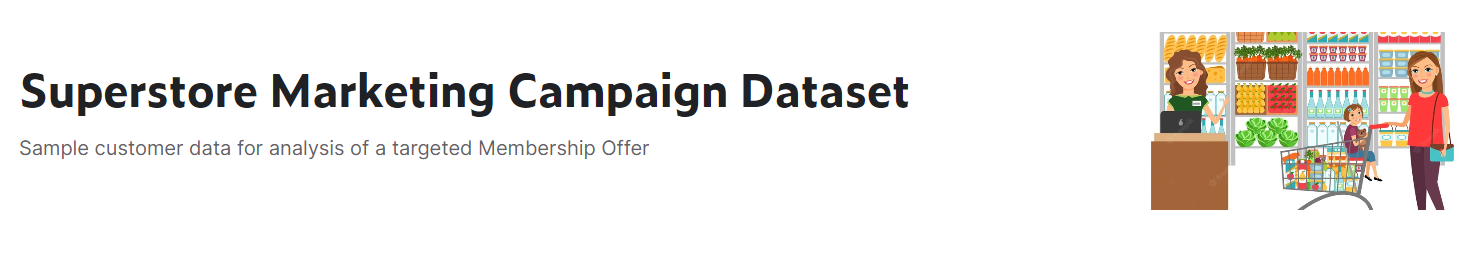 Superstore Marketing Campaign Dataset
Sample customer data for analysis of a targeted Membership Offer